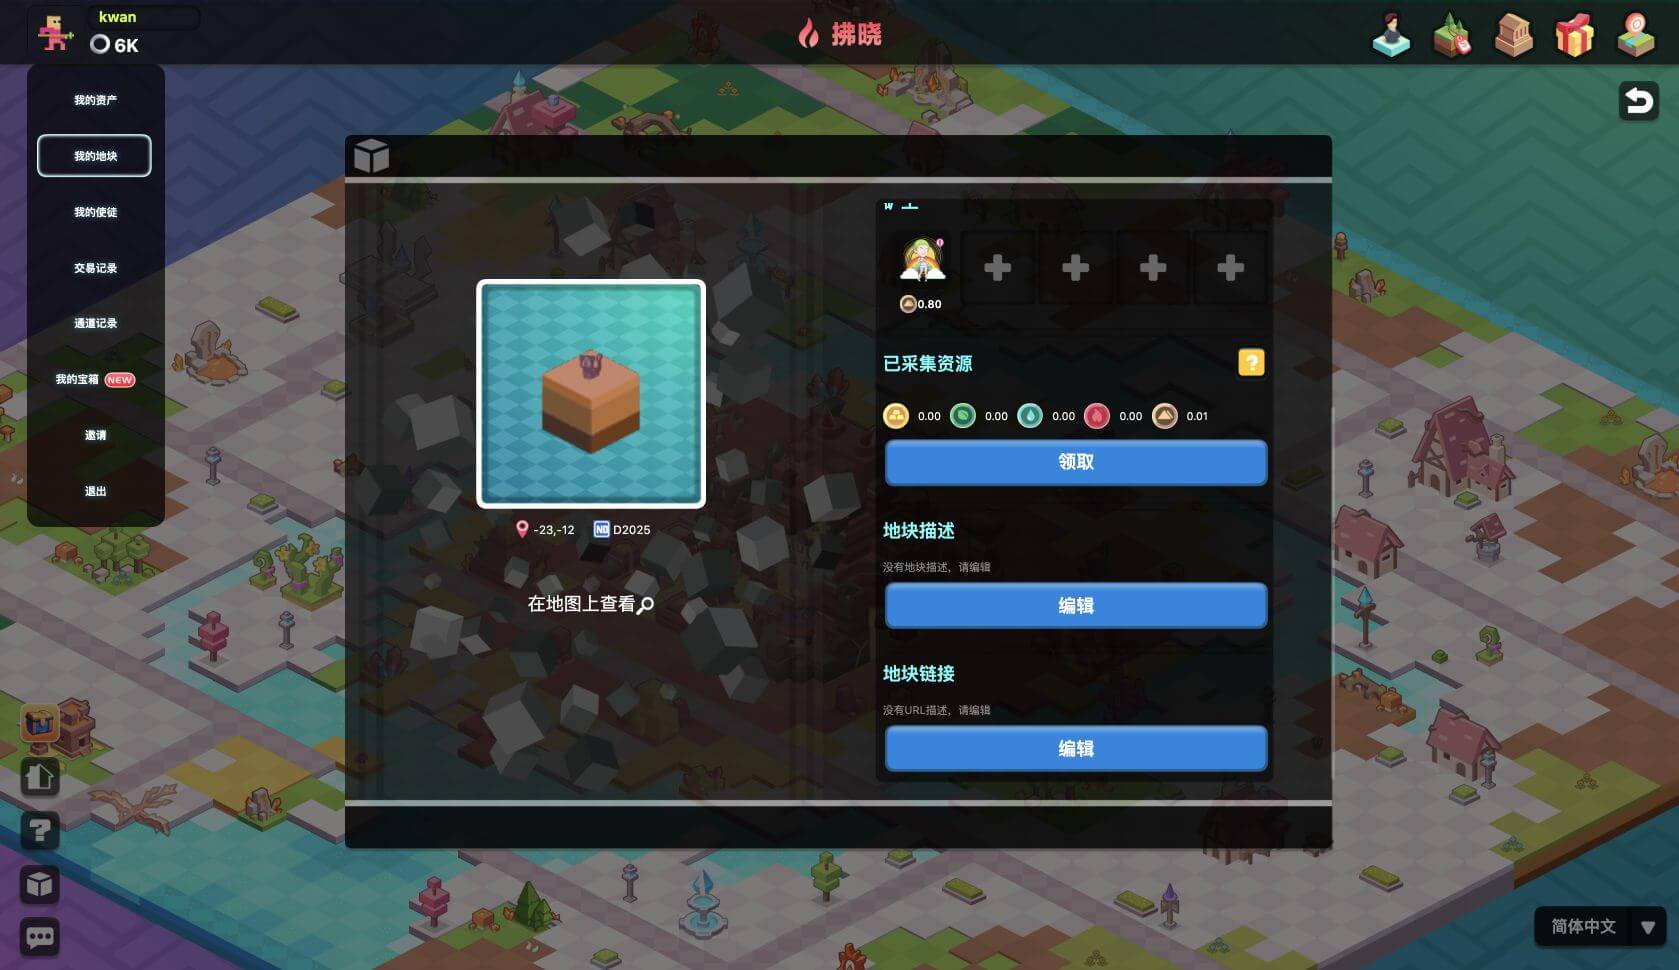 kwan
6K
拂晓
我的资产
我的地块
我的使徒
交易记录
通道记录
我的宝箱 NEW
邀请
退出
0.80
已采集资源
?
0.00 0.00 0.00 0.00 0.01
领取
-23,-12 NO D2025
在地图上查看
地块描述
没有地块描述，请编辑
编辑
地块链接
没有URL描述，请编辑
编辑
?
简体中文